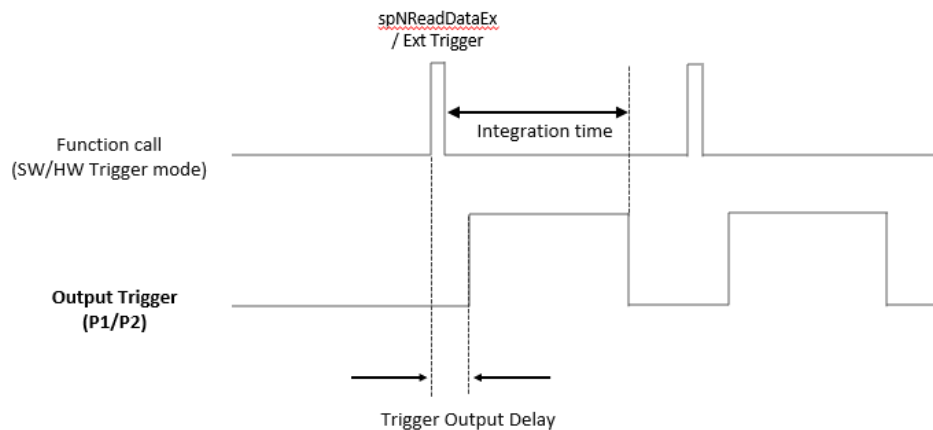 spNReadDataEx
/ Ext Trigger
Integration time
Function call
(SW/HW Trigger mode)
Output Trigger
(P1/P2)
Trigger Output Delay